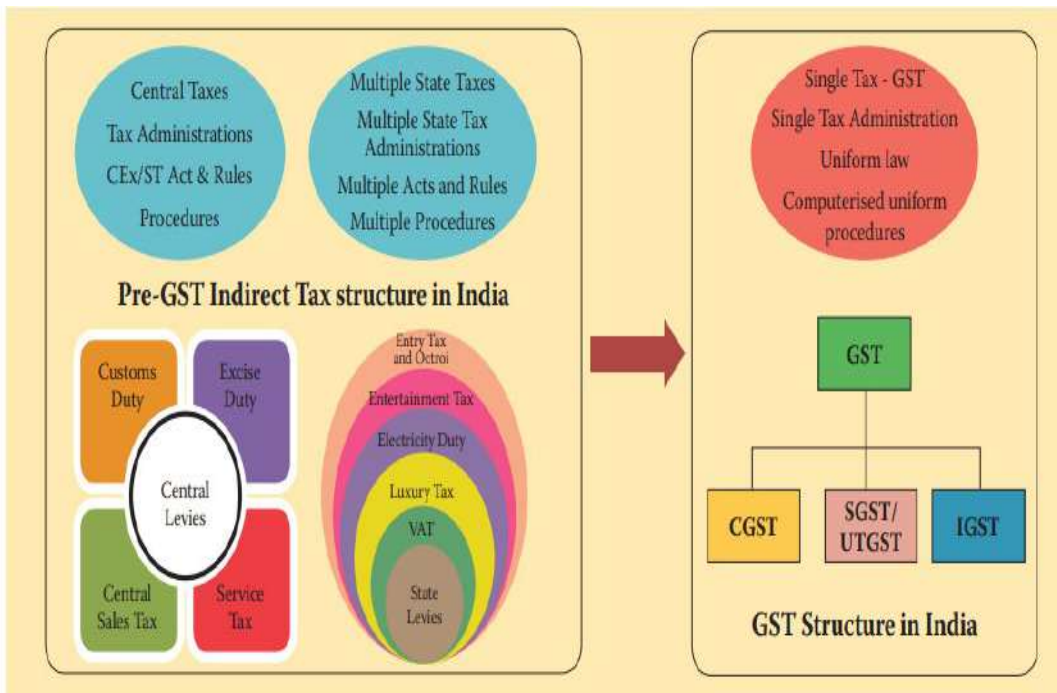 Central Taxes
Tax Administrations
CEx/ST Act & Rules
Procedures
Multiple State Taxes
Multiple State Tax
Administrations
Multiple Acts and Rules
Multiple Procedures
Pre-GST Indirect Tax structure in India
Customs
Duty
Excise
Duty
Central
Levies
Central
Sales Tax
Service
Tax
Entry Tax
and Octroi
Entertainment Tax
Electricity Duty
Luxury Tax
VAT
State
Levies
Single Tax - GST
Single Tax Administration
Uniform law
Computerised uniform
procedures
GST
CGST
SGST/
UTGST
IGST
GST Structure in India